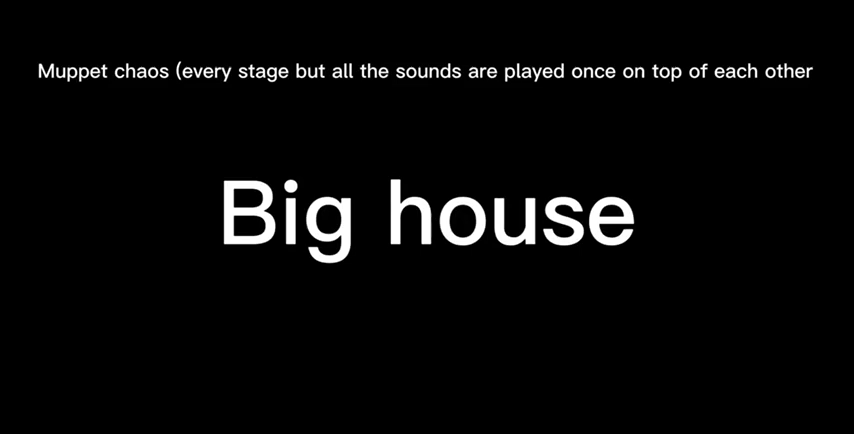 Muppet chaos (every stage but all the sounds are played once on top of each other
Big house